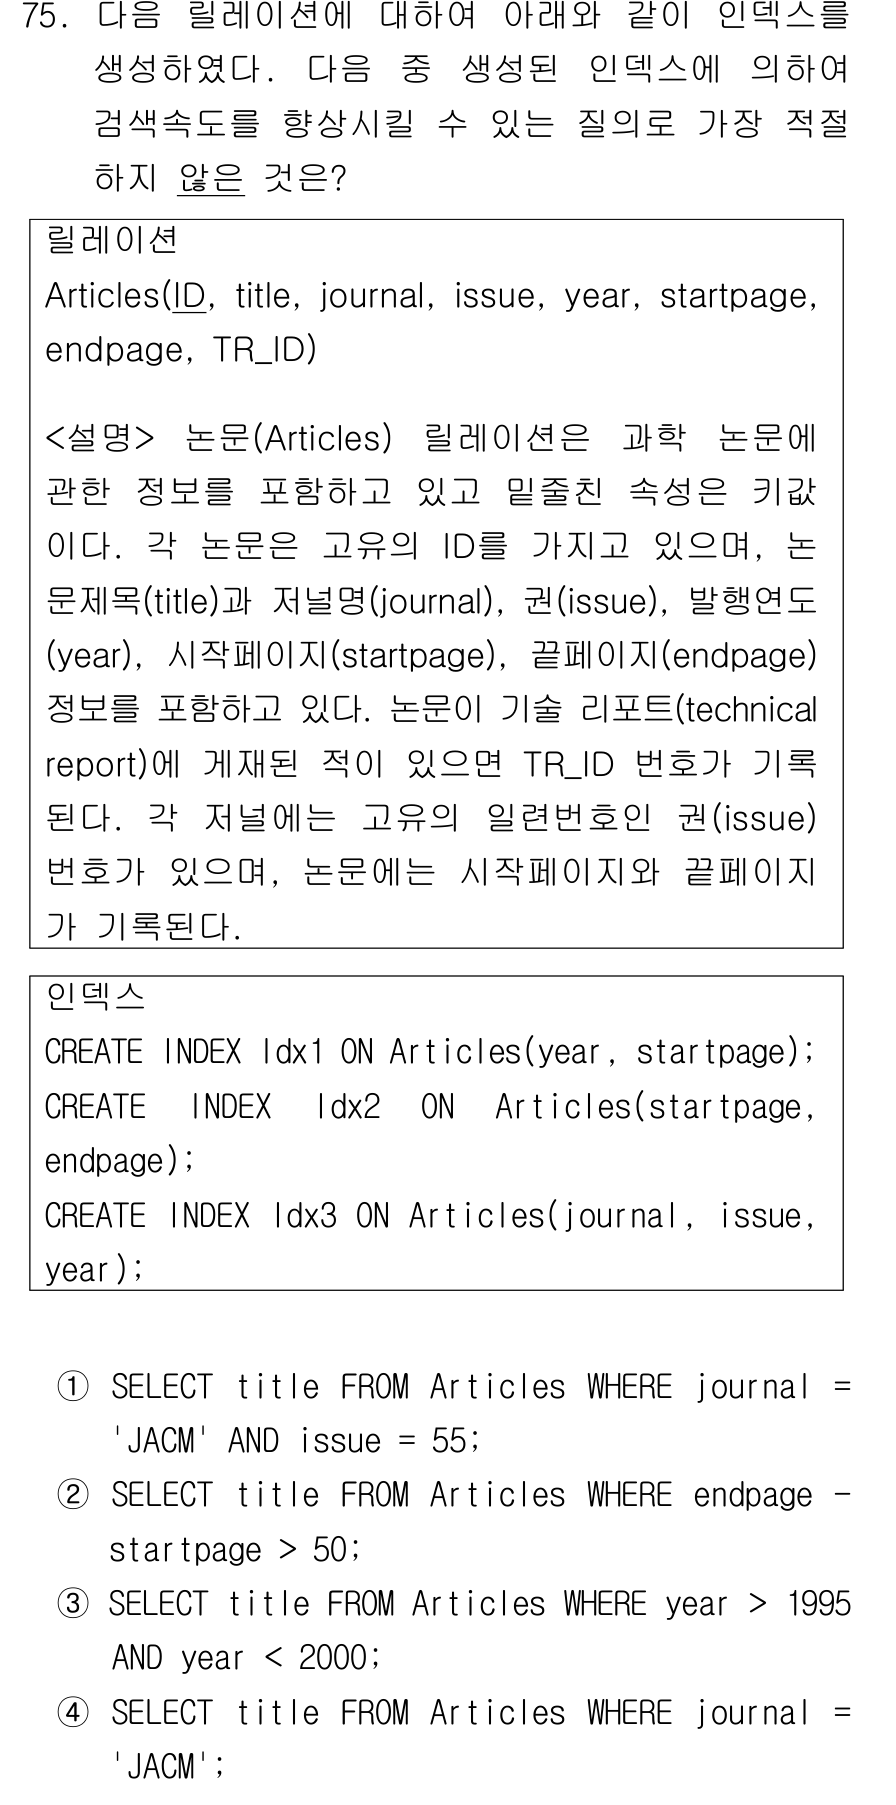 75. 다음 릴레이션에 대하여 아래와 같이 인덱스를
생성하였다. 다음 중 생성된 인덱스에 의하여
검색속도를 향상시킬 수 있는 질의로 가장 적절
하지 않은 것은?
릴레이션
Articles(ID, title, journal, issue, year, startpage,
endpage, TR_ID)
<설명> 논문(Articles) 릴레이션은 과학 논문에
관한 정보를 포함하고 있고 밑줄친 속성은 키값
이다. 각 논문은 고유의 ID를 가지고 있으며, 논
문제목(title)과 저널명(journal), 권(issue), 발행연도
(year), 시작페이지(startpage), 끝페이지(endpage)
정보를 포함하고 있다. 논문이 기술 리포트(technical
report)에 게재된 적이 있으면 TR_ID 번호가 기록
된다. 각 저널에는 고유의 일련번호인 권(issue)
번호가 있으며, 논문에는 시작페이지와 끝페이지
가 기록된다.
인덱스
CREATE INDEX Idx1 ON Articles(year, startpage);
CREATE INDEX Idx2 ON Articles(startpage,
endpage);
CREATE INDEX Idx3 ON Articles(journal, issue,
year);
① SELECT title FROM Articles WHERE journal =
'JACM' AND issue = 55;
② SELECT title FROM Articles WHERE endpage -
startpage > 50;
③ SELECT title FROM Articles WHERE year > 1995
AND year < 2000;
④ SELECT title FROM Articles WHERE journal =
'JACM';